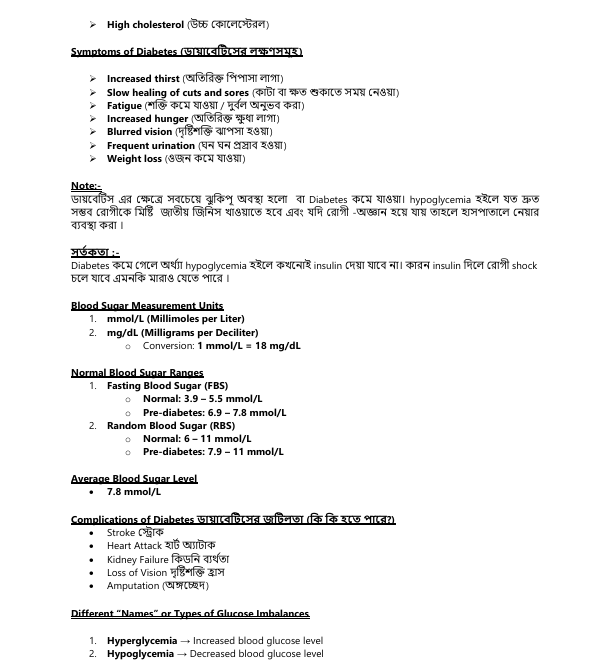 ➢ High cholesterol (উচ্চ কোলেস্টেরল)
Symptoms of Diabetes (ডায়াবেটিসের লক্ষণসমূহ)
➢ Increased thirst (অতিরিক্ত পিপাসা লাগা)
➢ Slow healing of cuts and sores (কাটা বা ক্ষত শুকাতে সময় নেওয়া)
➢ Fatigue (শক্তি কমে যাওয়া / দুর্বল অনুভব করা)
➢ Increased hunger (অতিরিক্ত ক্ষুধা লাগা)
➢ Blurred vision (দৃষ্টিশক্তি ঝাপসা হওয়া)
➢ Frequent urination (ঘন ঘন প্রস্রাব হওয়া)
➢ Weight loss (ওজন কমে যাওয়া)
Note:-
ডায়বেটিস এর ক্ষেত্রে সবচেয়ে ঝুকিপূ অবস্থা হলো বা Diabetes কমে যাওয়া। hypoglycemia হইলে যত দ্রুত
সম্ভব রোগীকে মিষ্টি জাতীয় জিনিস খাওয়াতে হবে এবং যদি রোগী -অজ্ঞান হয়ে যায় তাহলে হাসপাতালে নেয়ার
ব্যবস্থা করা ।
সর্তকতা :-
Diabetes কমে গেলে অর্থ্যা hypoglycemia হইলে কখনোই insulin দেয়া যাবে না। কারন insulin দিলে রোগী shock
চলে যাবে এমনকি মারাও যেতে পারে ।
Blood Sugar Measurement Units
1. mmol/L (Millimoles per Liter)
2. mg/dL (Milligrams per Deciliter)
○ Conversion: 1 mmol/L = 18 mg/dL
Normal Blood Sugar Ranges
1. Fasting Blood Sugar (FBS)
○ Normal: 3.9 – 5.5 mmol/L
○ Pre-diabetes: 6.9 – 7.8 mmol/L
2. Random Blood Sugar (RBS)
○ Normal: 6 – 11 mmol/L
○ Pre-diabetes: 7.9 – 11 mmol/L
Average Blood Sugar Level
• 7.8 mmol/L
Complications of Diabetes ডায়াবেটিসের জটিলতা (কি কি হতে পারে?)
• Stroke স্ট্রোক
• Heart Attack হার্ট অ্যাটাক
• Kidney Failure কিডনি ব্যর্থতা
• Loss of Vision দৃষ্টিশক্তি হ্রাস
• Amputation (অঙ্গচ্ছেদ)
Different “Names” or Types of Glucose Imbalances
1. Hyperglycemia → Increased blood glucose level
2. Hypoglycemia → Decreased blood glucose level